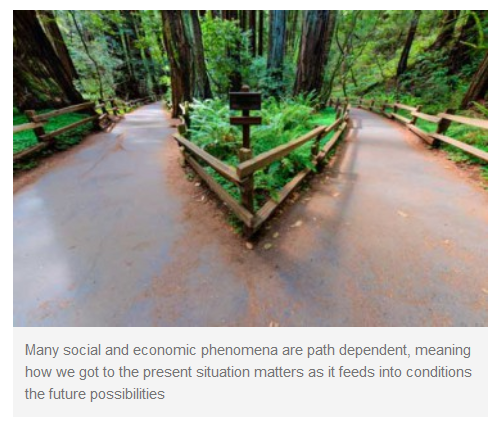 Many social and economic phenomena are path dependent, meaning
how we got to the present situation matters as it feeds into conditions
the future possibilities